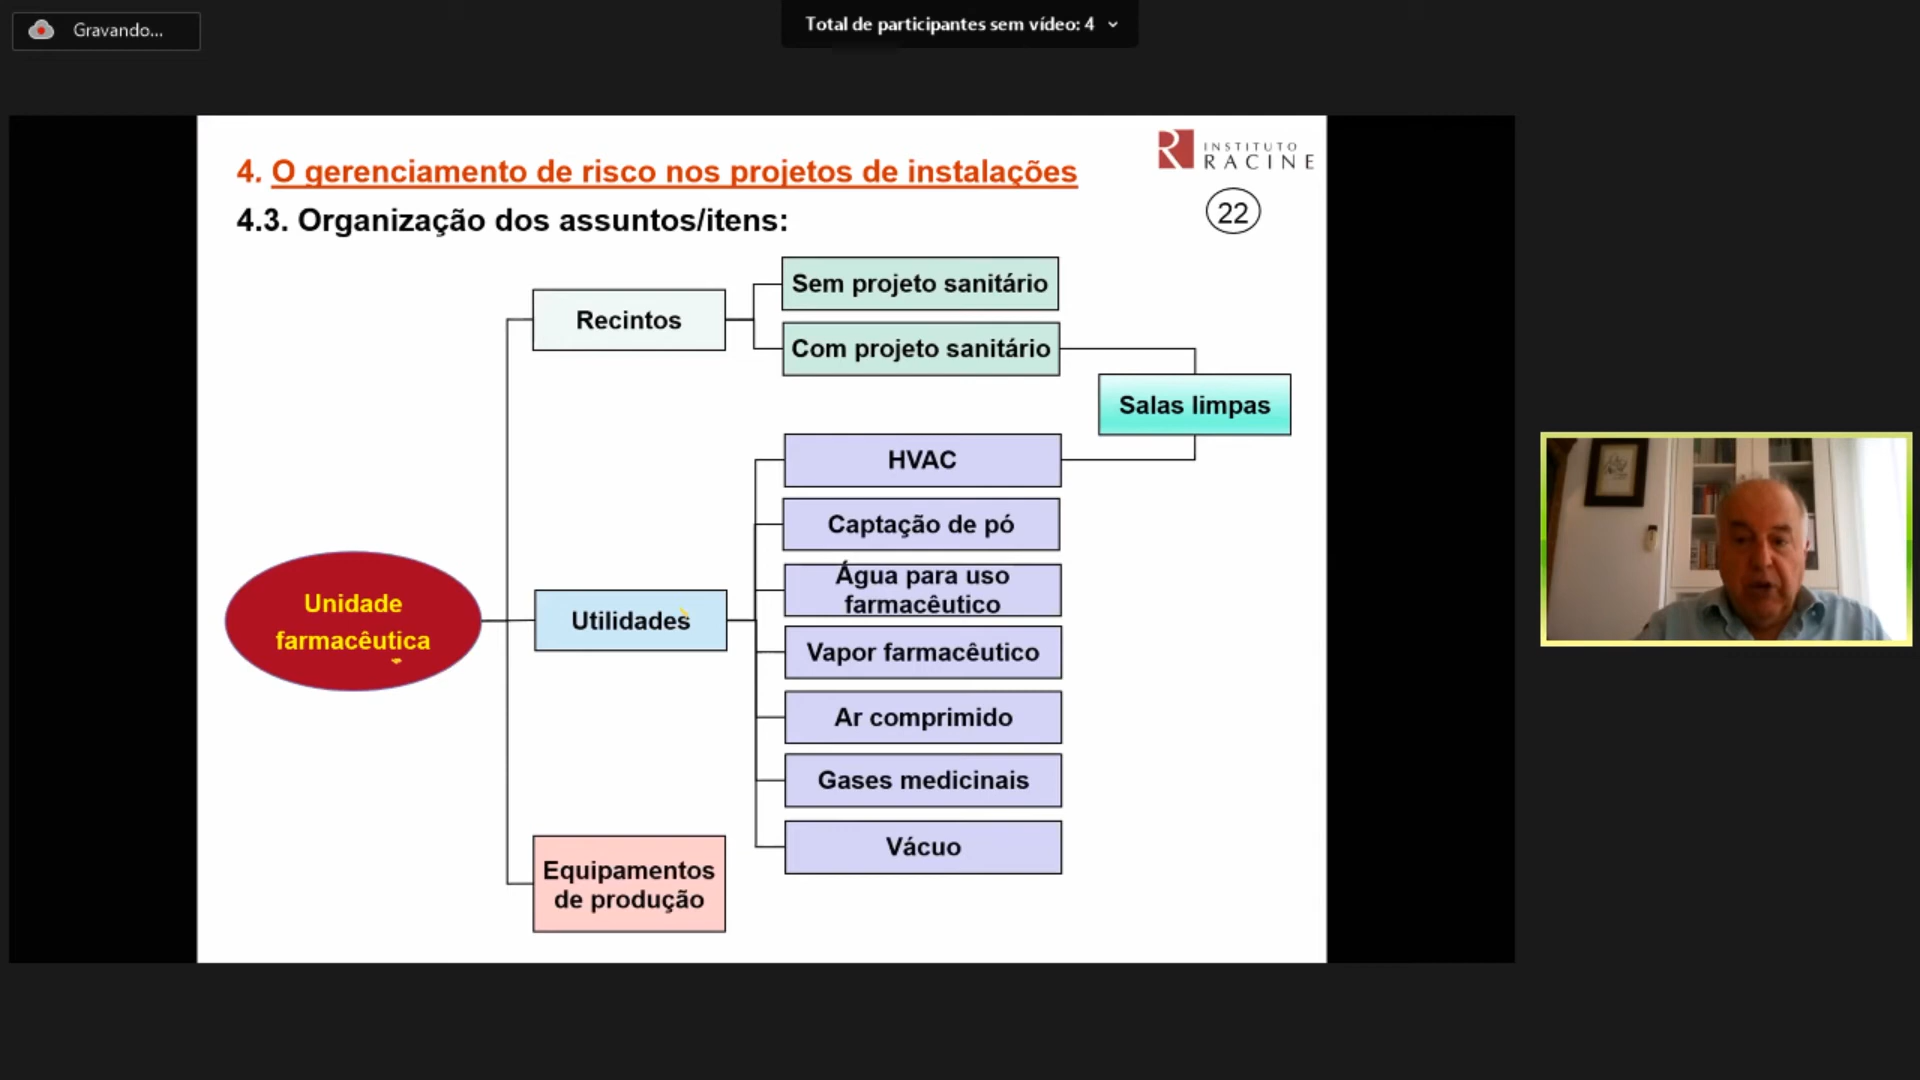 Gravando...
Total de participantes sem vídeo: 4
INSTITUTO
RACINE
4. O gerenciamento de risco nos projetos de instalações
22
4.3. Organização dos assuntos/itens:
Sem projeto sanitário
Recintos
Com projeto sanitário
Salas limpas
HVAC
Captação de pó
Água para uso
farmacêutico
Unidade
farmacêutica
Utilidades
Vapor farmacêutico
Ar comprimido
Gases medicinais
Vácuo
Equipamentos
de produção